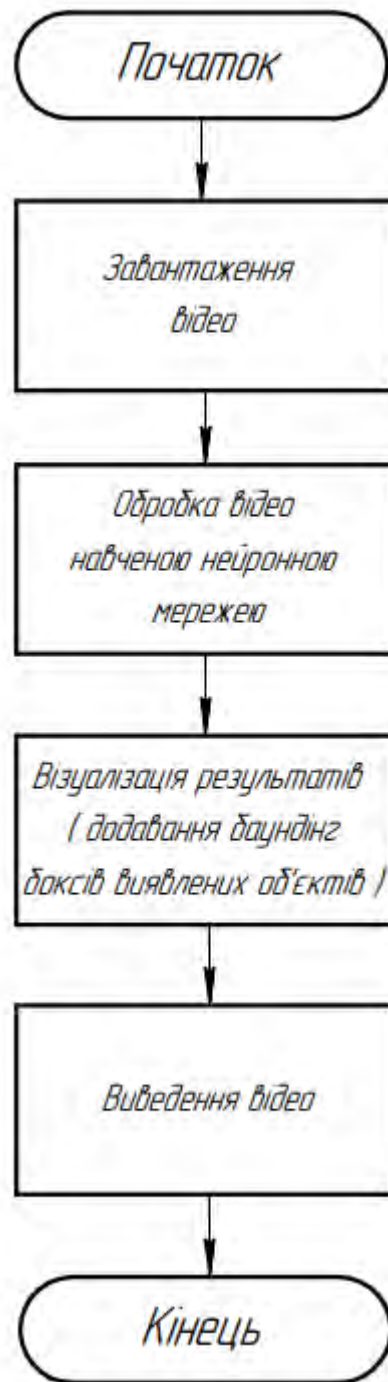 Початок
Завантаження
відео
Обробка відео
навченою нейронною
мережею
Візуалізація результатів
( додавання баундінг
боксів виявлених об'єктів )
Виведення відео
Кінець